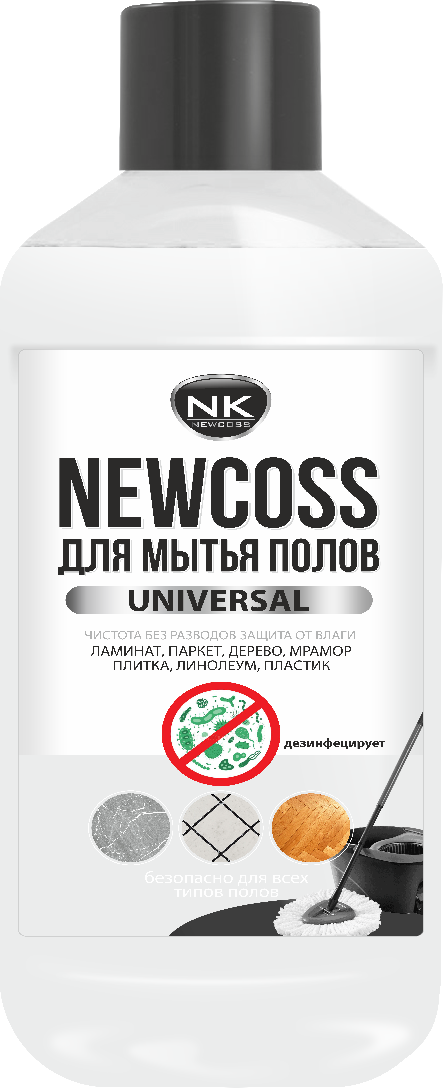 NK
NEWCOSS
NEWCOSS
ДЛЯ МЫТЬЯ ПОЛОВ
UNIVERSAL
ЧИСТОТА БЕЗ РАЗВОДОВ ЗАЩИТА ОТ ВЛАГИ
ЛАМИНАТ, ПАРКЕТ, ДЕРЕВО, МРАМОР
ПЛИТКА, ЛИНОЛЕУМ, ПЛАСТИК
дезинфецирует
безопасно для всех
типов полов